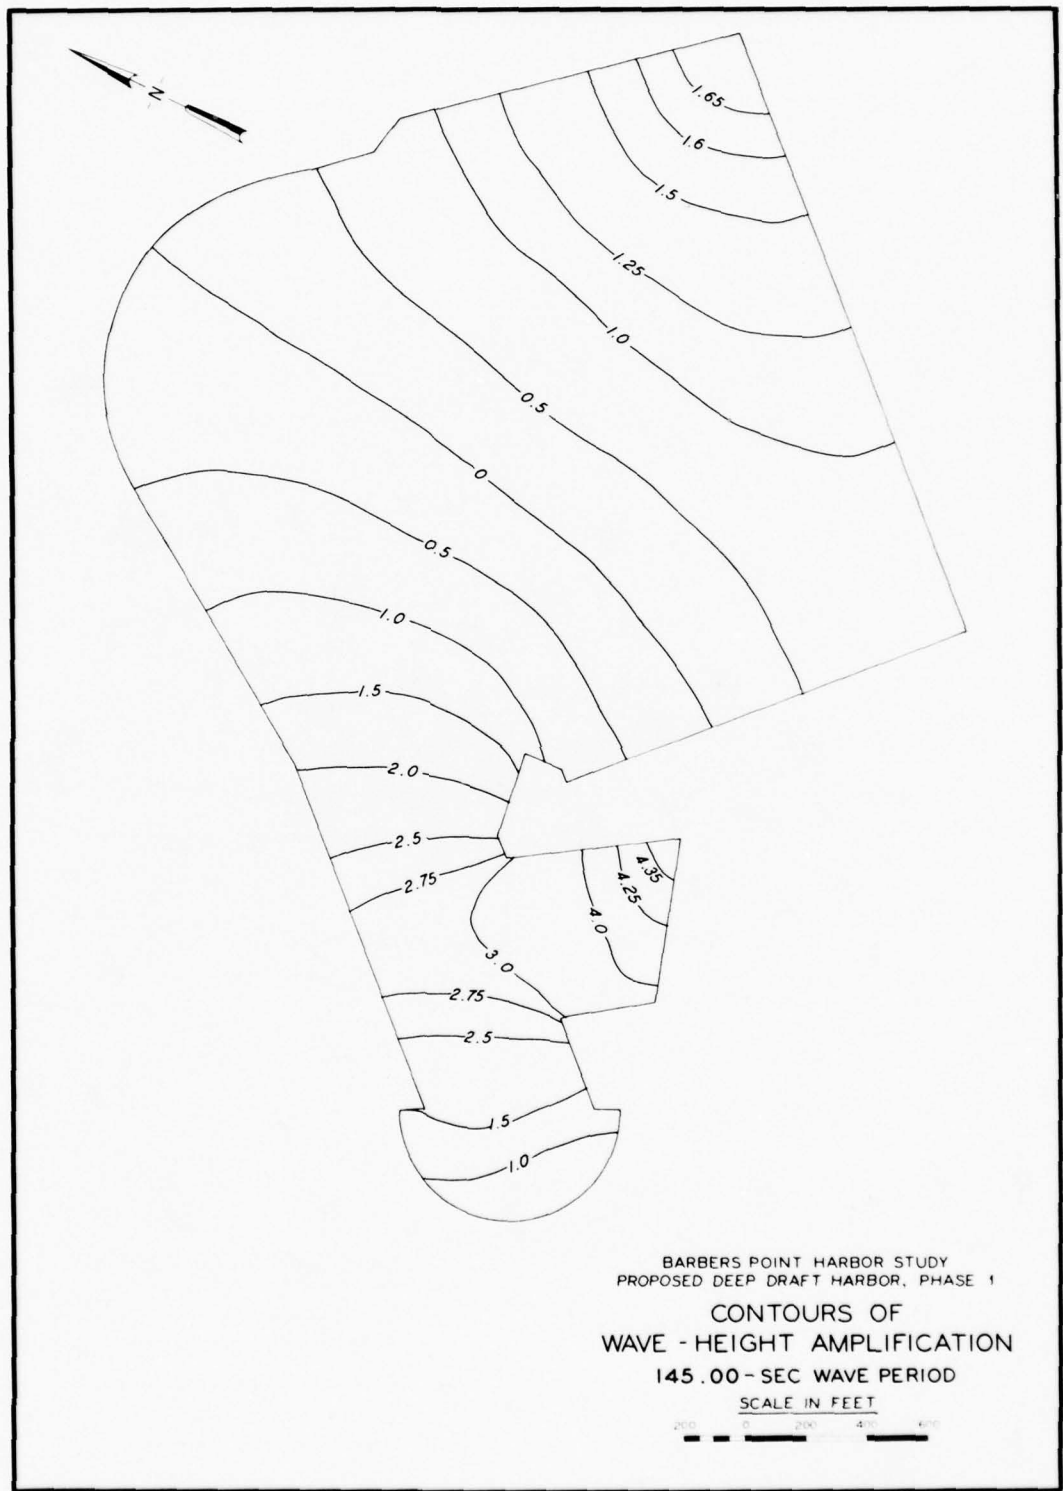 N
1.65
1.6
1.5
1.25
1.0
0.5
0
0.5
1.0
1.5
2.0
2.5
2.75
4.35
4.25
4.0
3.0
2.75
2.5
1.5
1.0
BARBERS POINT HARBOR STUDY
PROPOSED DEEP DRAFT HARBOR, PHASE 1
CONTOURS OF
WAVE - HEIGHT AMPLIFICATION
145.00 - SEC WAVE PERIOD
SCALE IN FEET
200 0 200 400 600